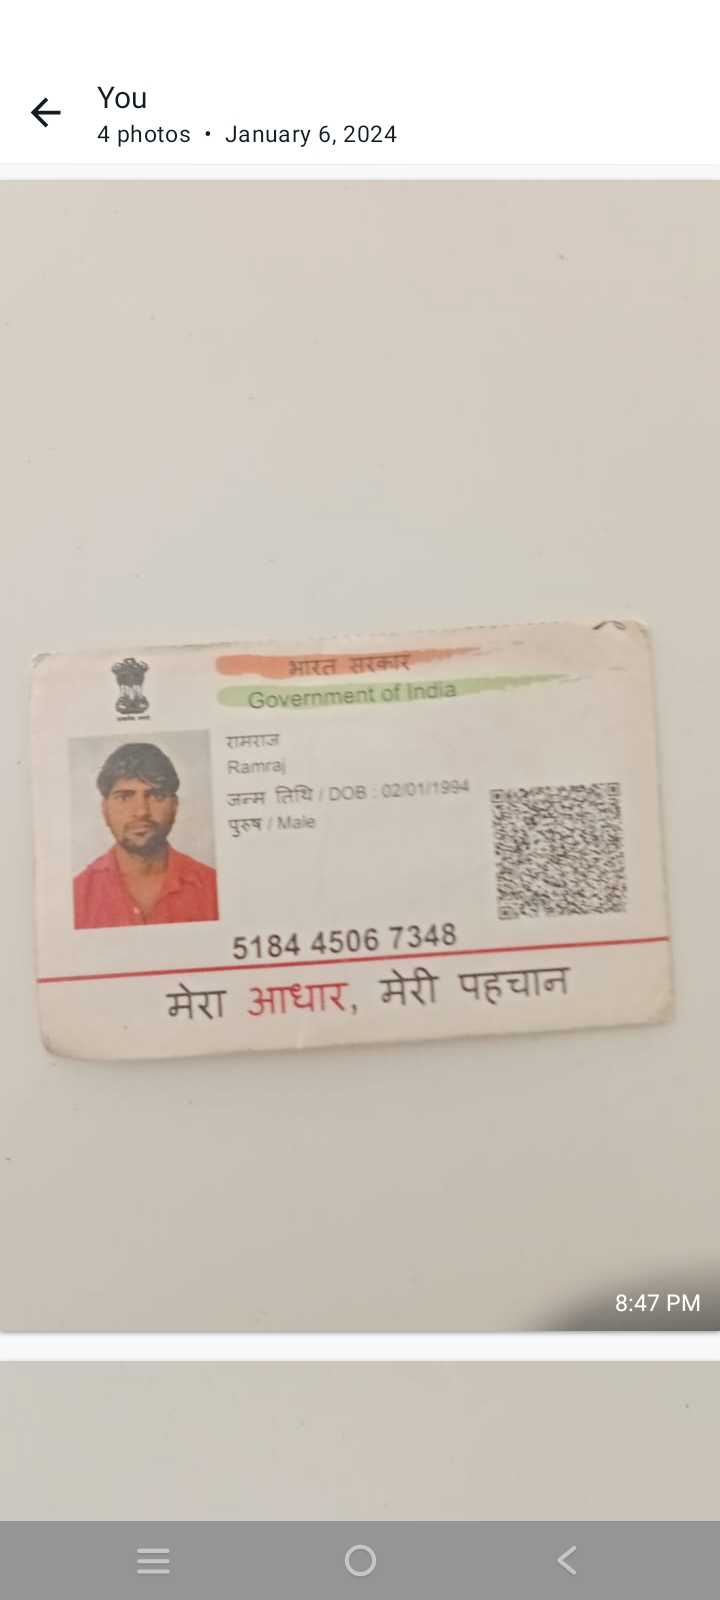 You
4 photos • January 6, 2024
भारत सरकार
Government of India
रामराज
Ramraj
जन्म तिथि / DOB : 02/01/1994
पुरुष / Male
5184 4506 7348
मेरा आधार, मेरी पहचान
8:47 PM